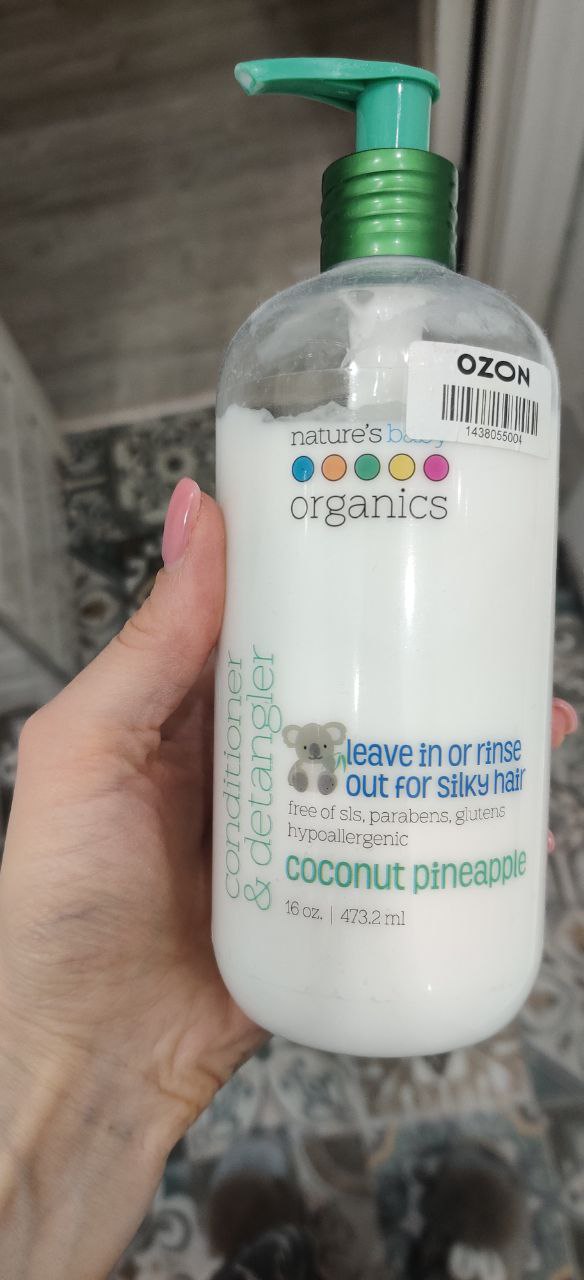 OZON
1438055004
nature's baby
organics
conditioner
& detangler
leave in or rinse
out for silky hair
free of sls, parabens, glutens
hypoallergenic
coconut pineapple
16 oz. | 473.2 ml